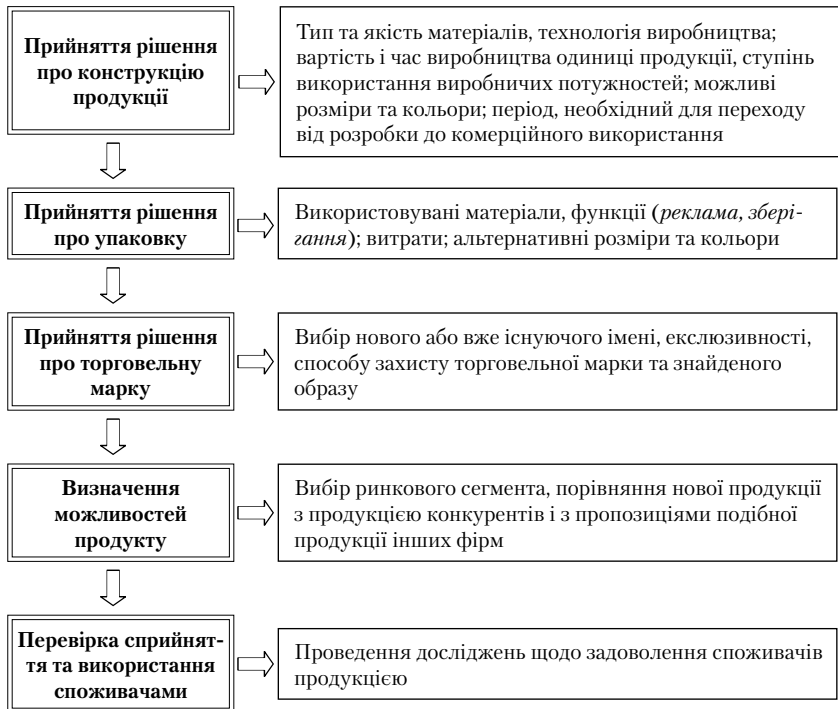 Прийняття рішення
про конструкцію
продукції
Тип та якість матеріалів, технологія виробництва;
вартість і час виробництва одиниці продукції, ступінь
використання виробничих потужностей; можливі
розміри та кольори; період, необхідний для переходу
від розробки до комерційного використання
Прийняття рішення
про упаковку
Використовувані матеріали, функції (реклама, збері-
гання); витрати; альтернативні розміри та кольори
Прийняття рішення
про торговельну
марку
Вибір нового або вже існуючого імені, екслюзивності,
способу захисту торговельної марки та знайденого
образу
Визначення
можливостей
продукту
Вибір ринкового сегмента, порівняння нової продукції
з продукцією конкурентів і з пропозиціями подібної
продукції інших фірм
Перевірка сприйнят-
тя та використання
споживачами
Проведення досліджень щодо задоволення споживачів
продукцією